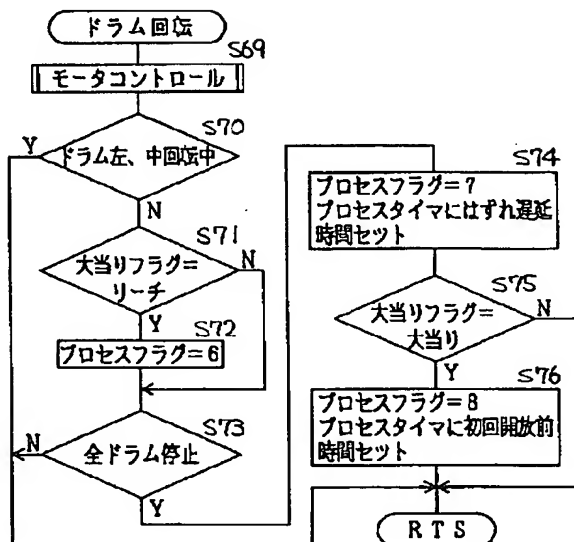 ドラム回転
S69
モータコントロール
S70
Y
ドラム左、中回転中
N
S71
大当りフラグ=
リーチ
N
Y
S72
プロセスフラグ=6
S73
N
全ドラム停止
Y
S74
プロセスフラグ=7
プロセスタイマにはずれ遅延
時間セット
S75
大当りフラグ=
大当り
N
Y
S76
プロセスフラグ=8
プロセスタイマに初回開放前
時間セット
RTS